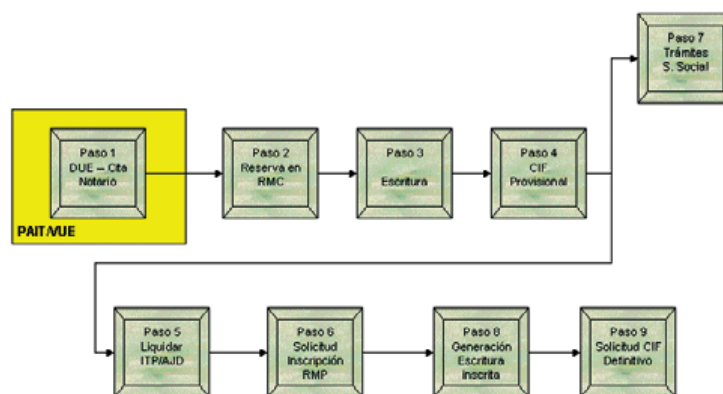 Paso 7
Trámites
S. Social
Paso 1
DUE – Cita
Notario
PAIT/VUE
Paso 2
Reserva en
RMC
Paso 3
Escritura
Paso 4
CIF
Provisional
Paso 5
Liquidar
ITP/AJD
Paso 6
Solicitud
Inscripción
RMP
Paso 8
Generación
Escritura
inscrita
Paso 9
Solicitud CIF
Definitivo